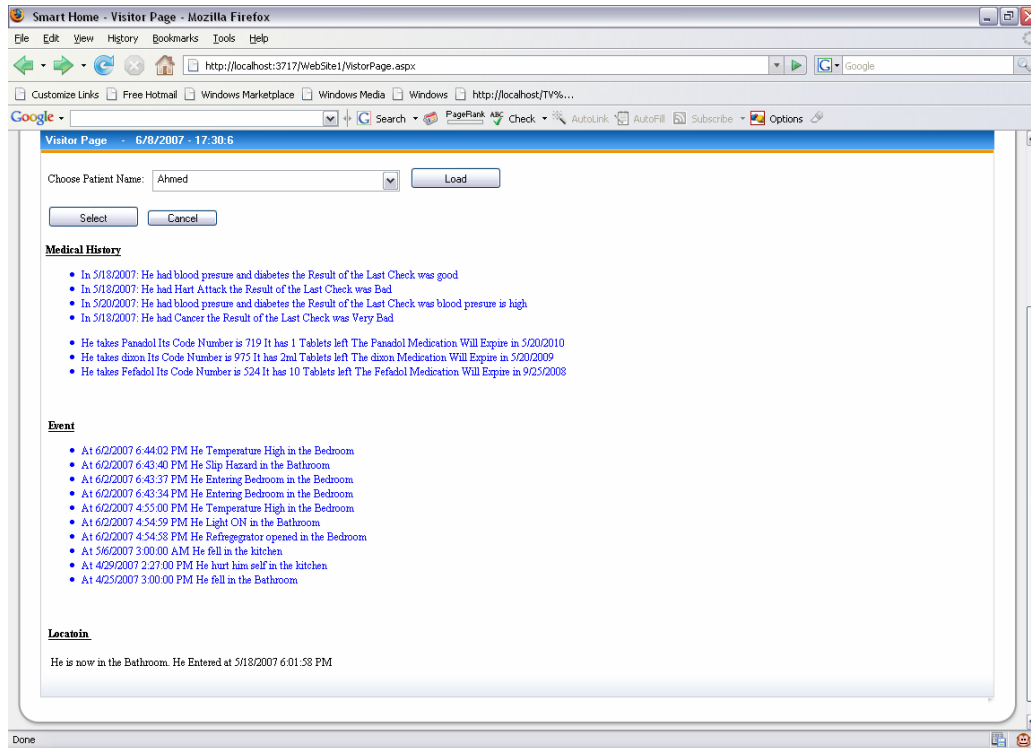 Smart Home - Visitor Page - Mozilla Firefox
File Edit View History Bookmarks Tools Help
http://localhost:3717/WebSite1/VistorPage.aspx
G Google
Customize Links Free Hotmail Windows Marketplace Windows Media Windows http://localhost/TV%...
Google G Search PageRank ABC Check AutoLink AutoFill Subscribe Options
Visitor Page - 6/8/2007 - 17:30:6
Choose Patient Name: Ahmed Load
Select Cancel
Medical History
• In 5/18/2007: He had blood presure and diabetes the Result of the Last Check was good
• In 5/18/2007: He had Hart Attack the Result of the Last Check was Bad
• In 5/20/2007: He had blood presure and diabetes the Result of the Last Check was blood presure is high
• In 5/18/2007: He had Cancer the Result of the Last Check was Very Bad
• He takes Panadol Its Code Number is 719 It has 1 Tablets left The Panadol Medication Will Expire in 5/20/2010
• He takes dixon Its Code Number is 975 It has 2ml Tablets left The dixon Medication Will Expire in 5/20/2009
• He takes Fefadol Its Code Number is 524 It has 10 Tablets left The Fefadol Medication Will Expire in 9/25/2008
Event
• At 6/2/2007 6:44:02 PM He Temperature High in the Bedroom
• At 6/2/2007 6:43:40 PM He Slip Hazard in the Bathroom
• At 6/2/2007 6:43:37 PM He Entering Bedroom in the Bedroom
• At 6/2/2007 6:43:34 PM He Entering Bedroom in the Bedroom
• At 6/2/2007 4:55:00 PM He Temperature High in the Bedroom
• At 6/2/2007 4:54:59 PM He Light ON in the Bathroom
• At 6/2/2007 4:54:58 PM He Refregegrator opened in the Bedroom
• At 5/6/2007 3:00:00 AM He fell in the kitchen
• At 4/29/2007 2:27:00 PM He hurt him self in the kitchen
• At 4/25/2007 3:00:00 PM He fell in the Bathroom
Locatoin
He is now in the Bathroom. He Entered at 5/18/2007 6:01:58 PM
Done